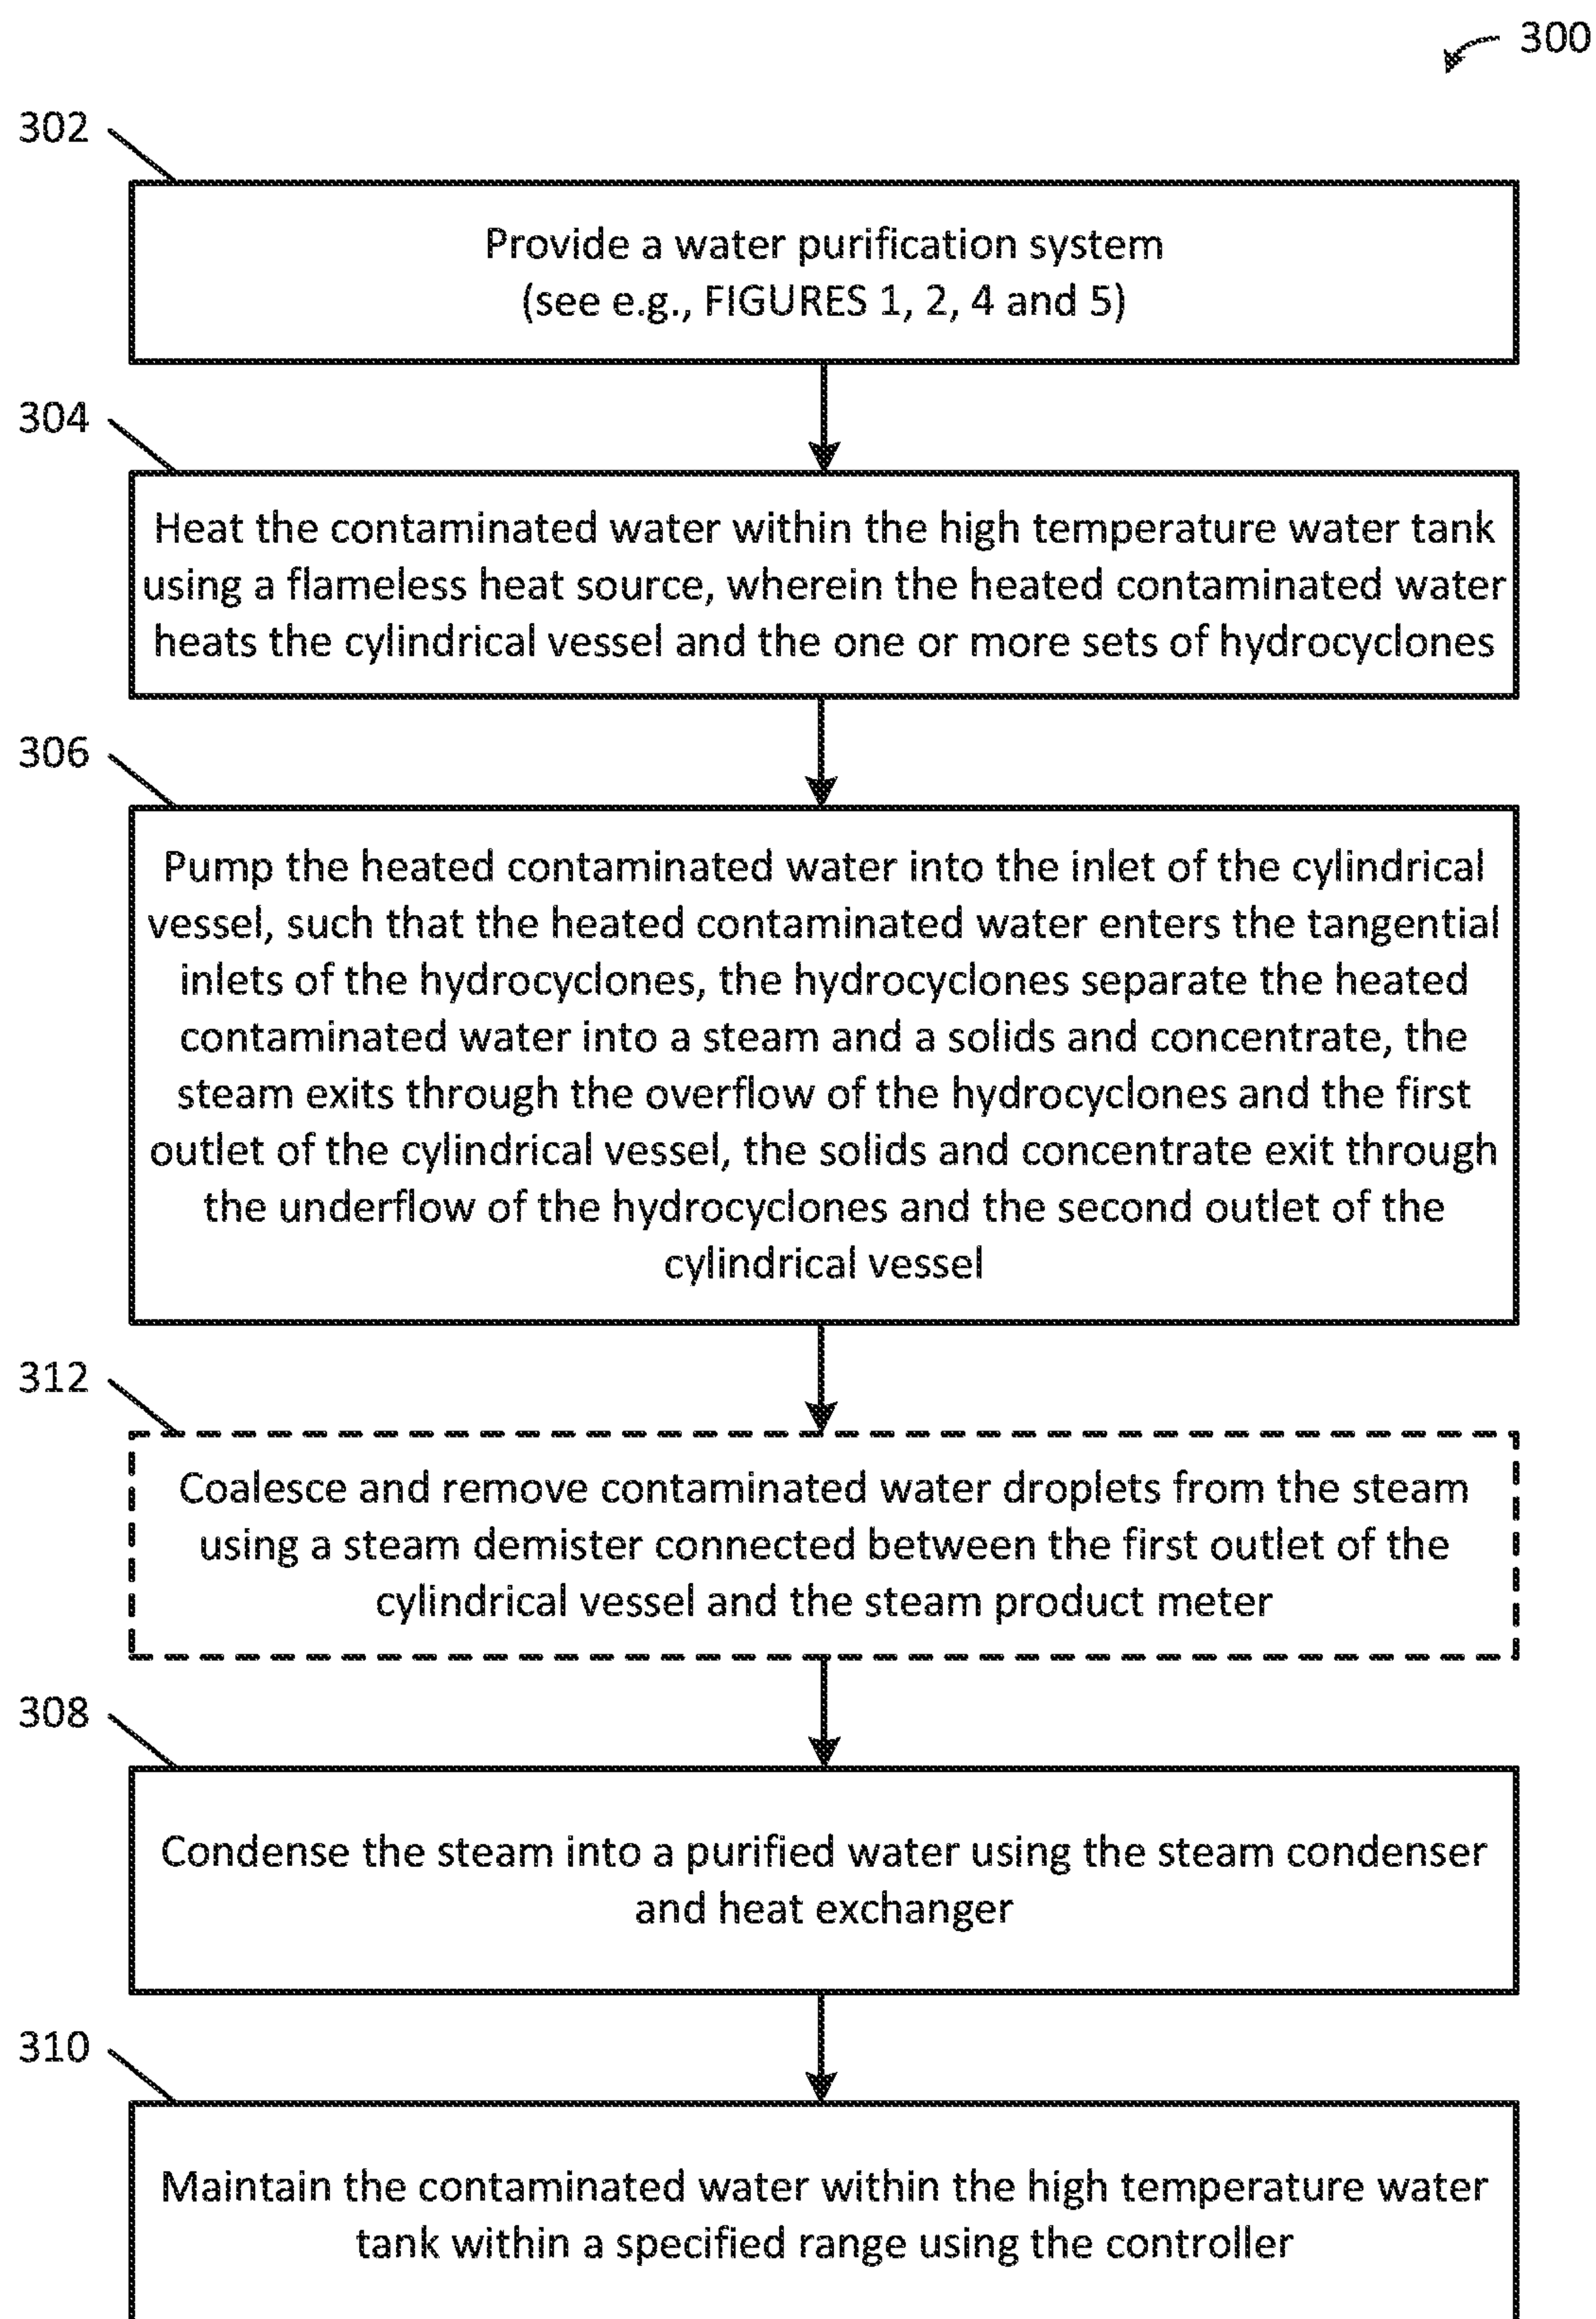 300
302
Provide a water purification system
(see e.g., FIGURES 1, 2, 4 and 5)
304
Heat the contaminated water within the high temperature water tank
using a flameless heat source, wherein the heated contaminated water
heats the cylindrical vessel and the one or more sets of hydrocyclones
306
Pump the heated contaminated water into the inlet of the cylindrical
vessel, such that the heated contaminated water enters the tangential
inlets of the hydrocyclones, the hydrocyclones separate the heated
contaminated water into a steam and a solids and concentrate, the
steam exits through the overflow of the hydrocyclones and the first
outlet of the cylindrical vessel, the solids and concentrate exit through
the underflow of the hydrocyclones and the second outlet of the
cylindrical vessel
312
Coalesce and remove contaminated water droplets from the steam
using a steam demister connected between the first outlet of the
cylindrical vessel and the steam product meter
308
Condense the steam into a purified water using the steam condenser
and heat exchanger
310
Maintain the contaminated water within the high temperature water
tank within a specified range using the controller